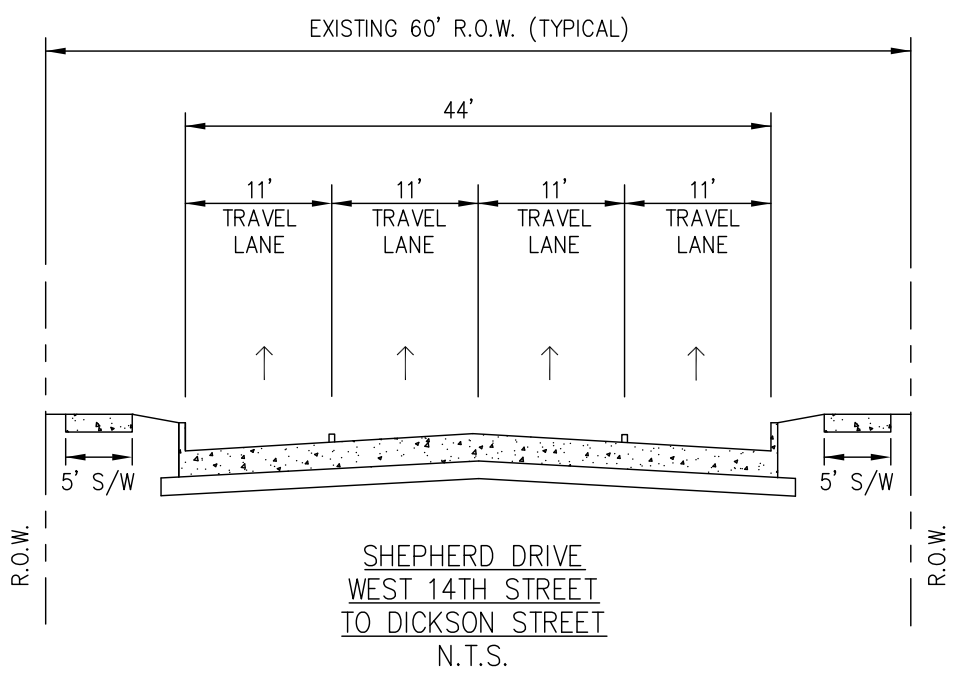 EXISTING 60' R.O.W. (TYPICAL)
44'
11'
TRAVEL
LANE
11'
TRAVEL
LANE
11'
TRAVEL
LANE
11'
TRAVEL
LANE
5' S/W
5' S/W
R.O.W.
R.O.W.
SHEPHERD DRIVE
WEST 14TH STREET
TO DICKSON STREET
N.T.S.